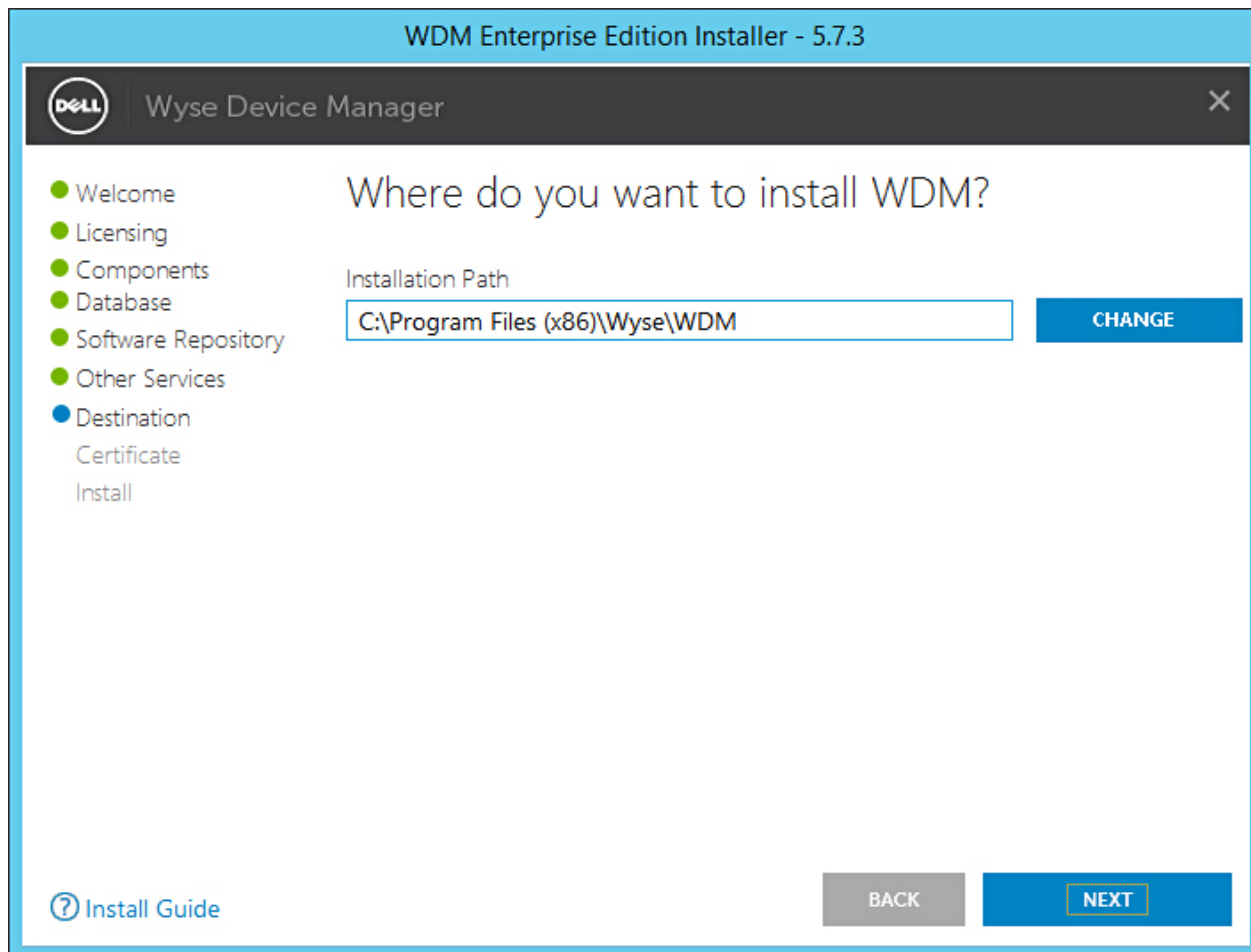 WDM Enterprise Edition Installer - 5.7.3
DELL
Wyse Device Manager
Welcome
Licensing
Components
Database
Software Repository
Other Services
Destination
Certificate
Install
Where do you want to install WDM?
Installation Path
C:\Program Files (x86)\Wyse\WDM
CHANGE
? Install Guide
BACK
NEXT